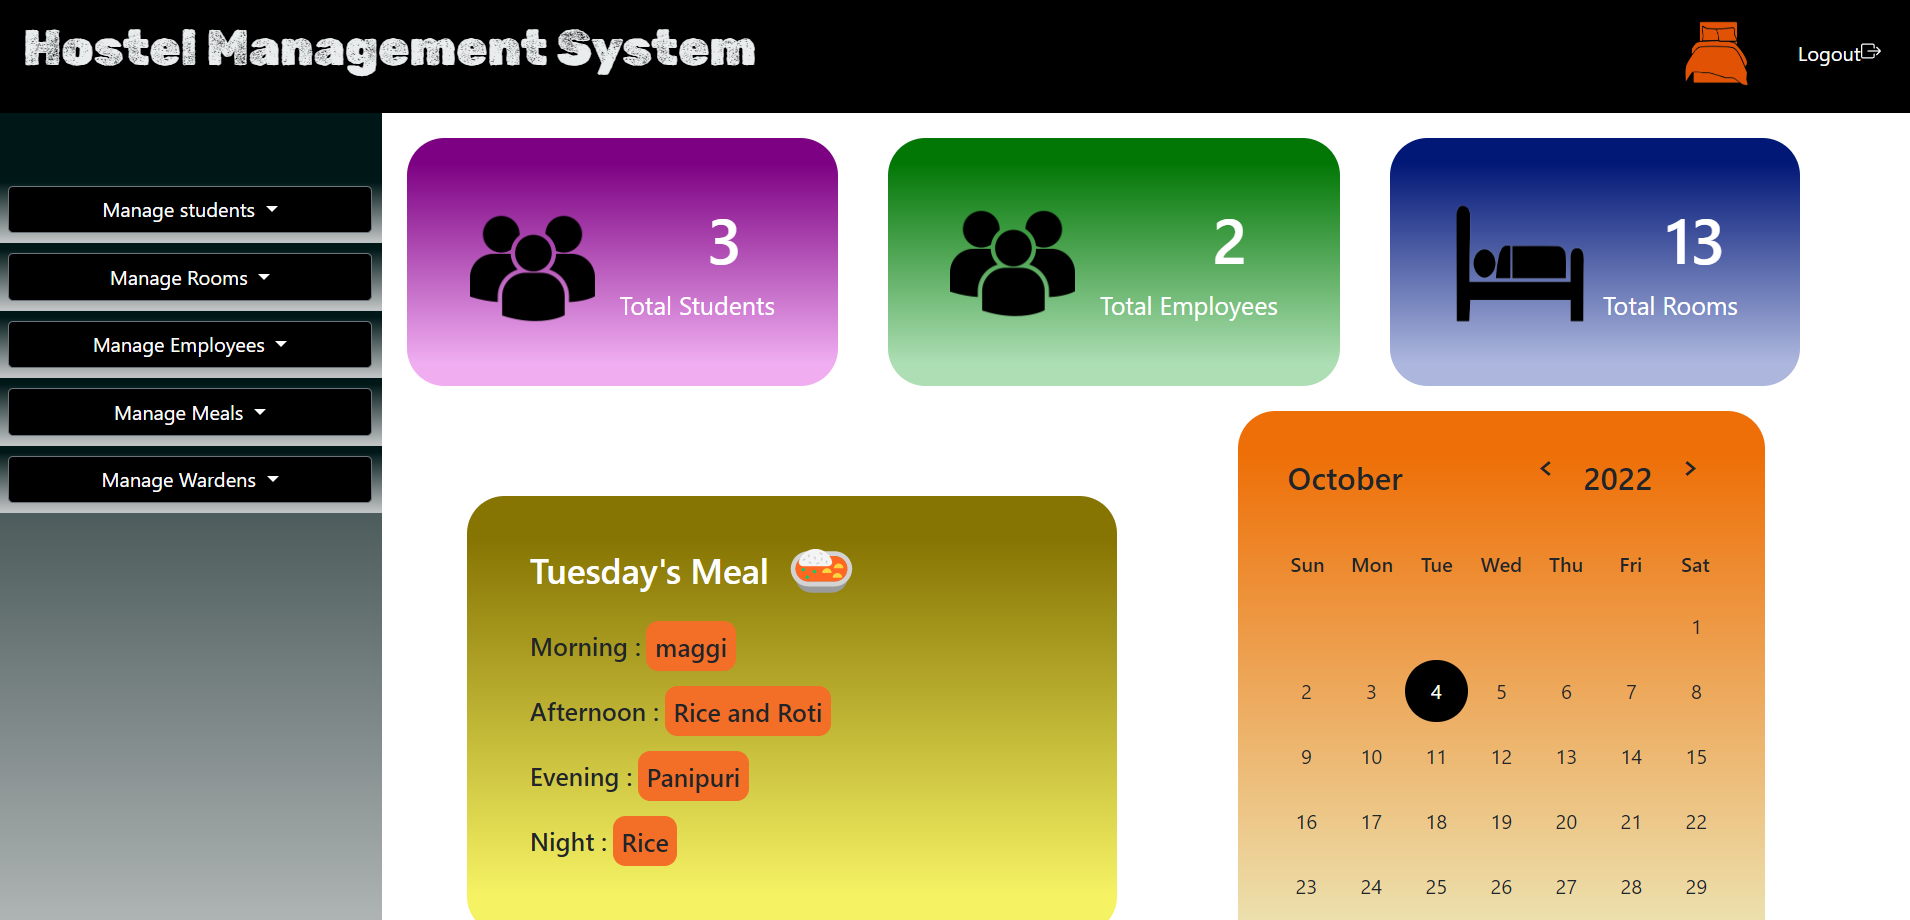 Hostel Management System
Logout
Manage students
Manage Rooms
Manage Employees
Manage Meals
Manage Wardens
3
Total Students
2
Total Employees
13
Total Rooms
Tuesday's Meal
Morning : maggi
Afternoon : Rice and Roti
Evening : Panipuri
Night : Rice
October < 2022 >
Sun Mon Tue Wed Thu Fri Sat
1
2 3 4 5 6 7 8
9 10 11 12 13 14 15
16 17 18 19 20 21 22
23 24 25 26 27 28 29